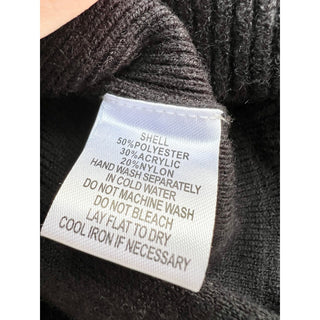 SHELL
50%POLYESTER
30%ACRYLIC
20%NYLON
HAND WASH SEPARATELY
IN COLD WATER
DO NOT MACHINE WASH
DO NOT BLEACH
LAY FLAT TO DRY
COOL IRON IF NECESSARY